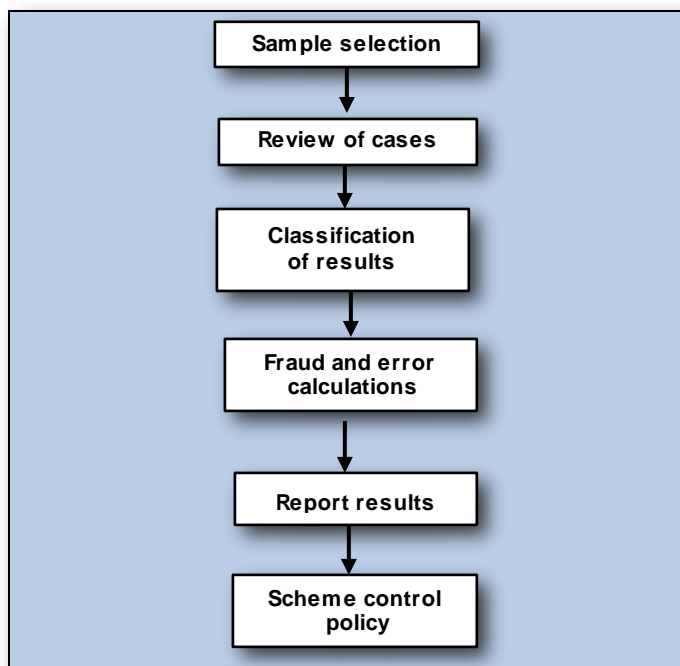 Sample selection
Review of cases
Classification
of results
Fraud and error
calculations
Report results
Scheme control
policy